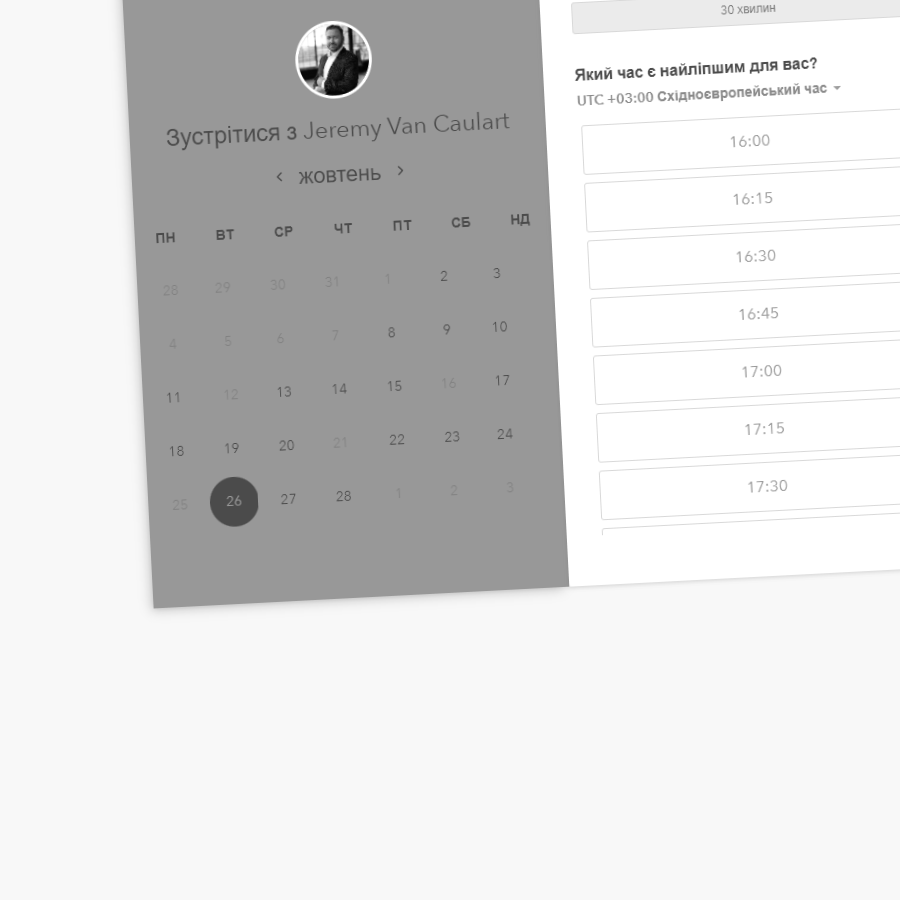 Зустрітися з Jeremy Van Caulart
‹ жовтень ›
ПН ВТ СР ЧТ ПТ СБ НД
28 29 30 31 1 2 3
4 5 6 7 8 9 10
11 12 13 14 15 16 17
18 19 20 21 22 23 24
25 26 27 28 1 2 3
30 хвилин
Який час є найліпшим для вас?
UTC +03:00 Східноєвропейський час
16:00
16:15
16:30
16:45
17:00
17:15
17:30